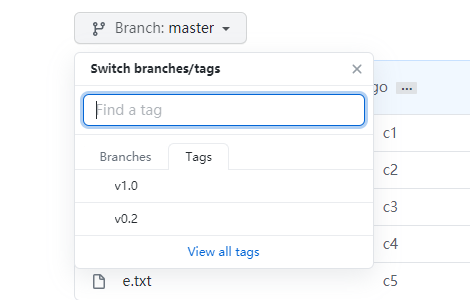 Branch: master
Switch branches/tags
Find a tag
go ...
Branches Tags
c1
v1.0
c2
v0.2
c3
View all tags
c4
e.txt c5